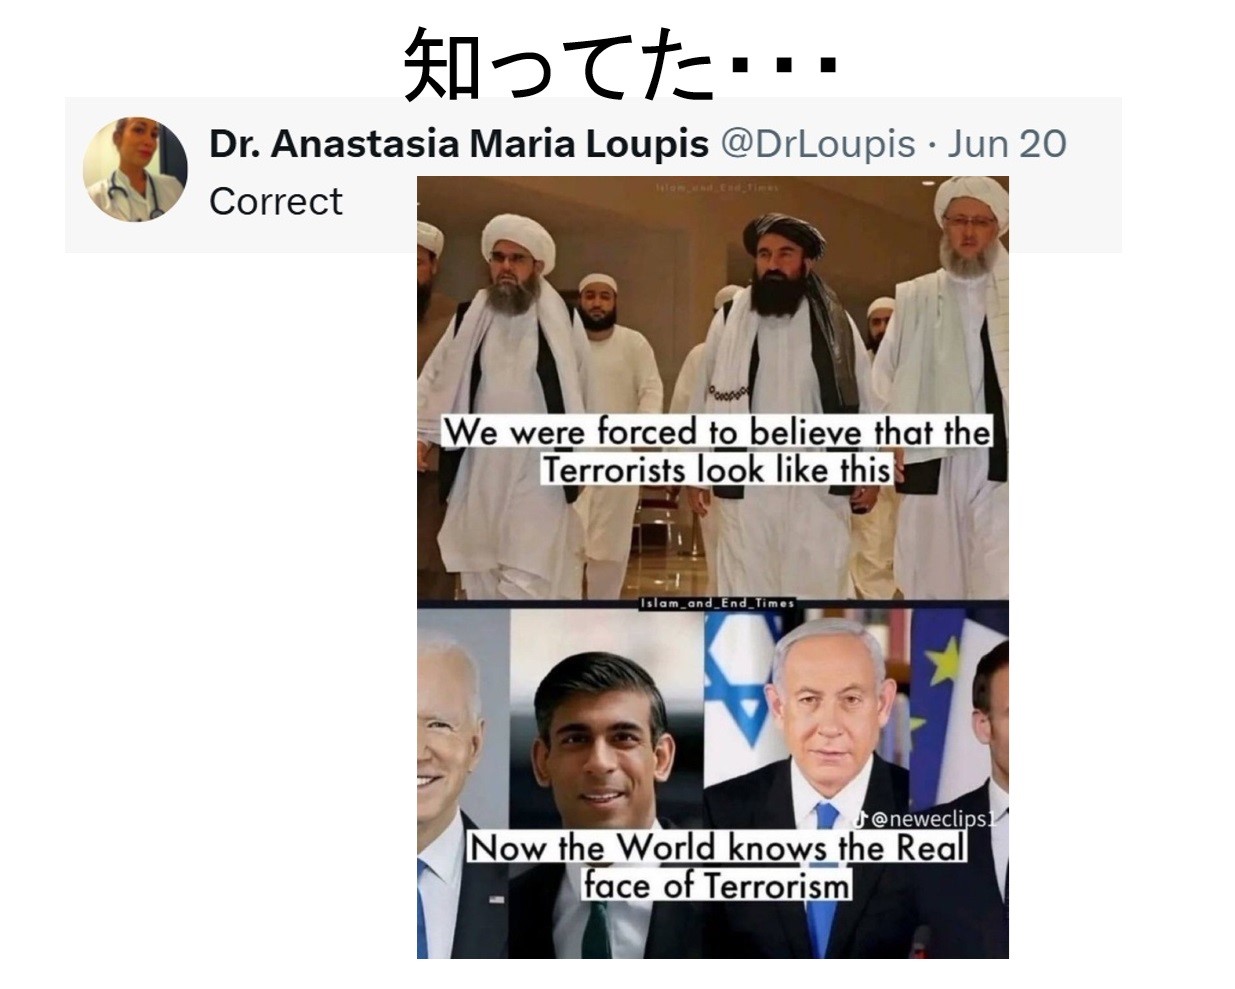 知ってた・・・
Dr. Anastasia Maria Loupis @DrLoupis · Jun 20
Correct
Islam_and_End_Times
We were forced to believe that the
Terrorists look like this
Islam_and_End_Times
@neweclips1
Now the World knows the Real
face of Terrorism